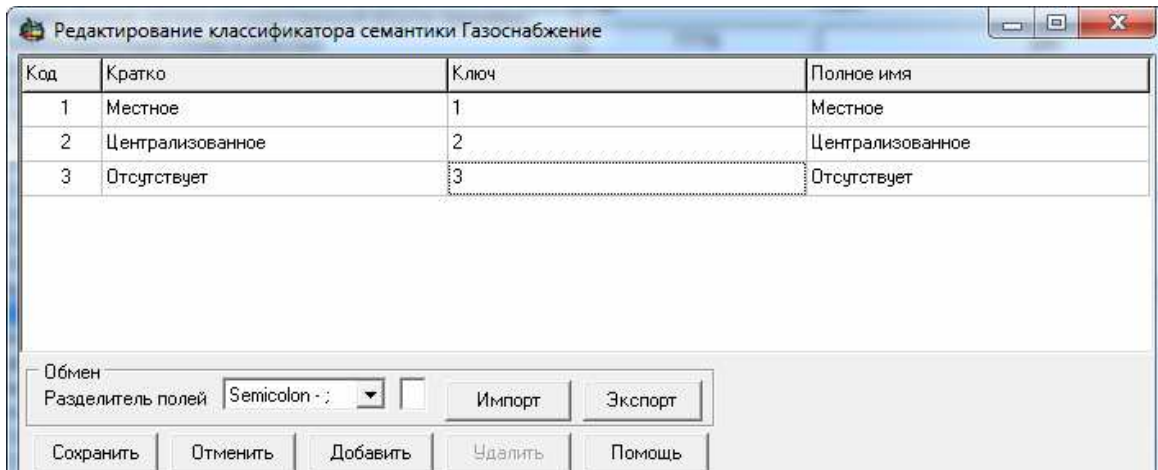 Редактирование классификатора семантики Газоснабжение
Код Кратко Ключ Полное имя
1 Местное 1 Местное
2 Централизованное 2 Централизованное
3 Отсутствует 3 Отсутствует
Обмен
Разделитель полей Semicolon - ; Импорт Экспорт
Сохранить Отменить Добавить Удалить Помощь